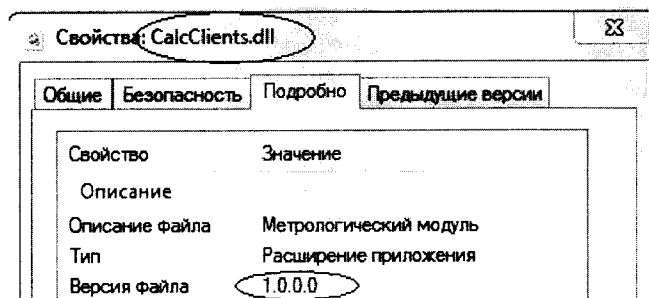 Свойства: CalcClients.dll
Общие Безопасность Подробно Предыдущие версии
Свойство Значение
Описание
Описание файла Метрологический модуль
Тип Расширение приложения
Версия файла 1.0.0.0